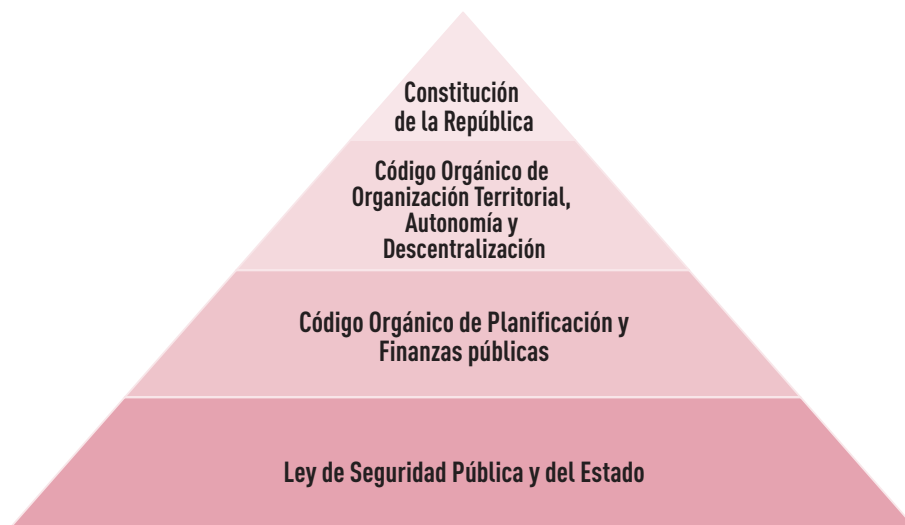 Constitución
de la República
Código Orgánico de
Organización Territorial,
Autonomía y
Descentralización
Código Orgánico de Planificación y
Finanzas públicas
Ley de Seguridad Pública y del Estado